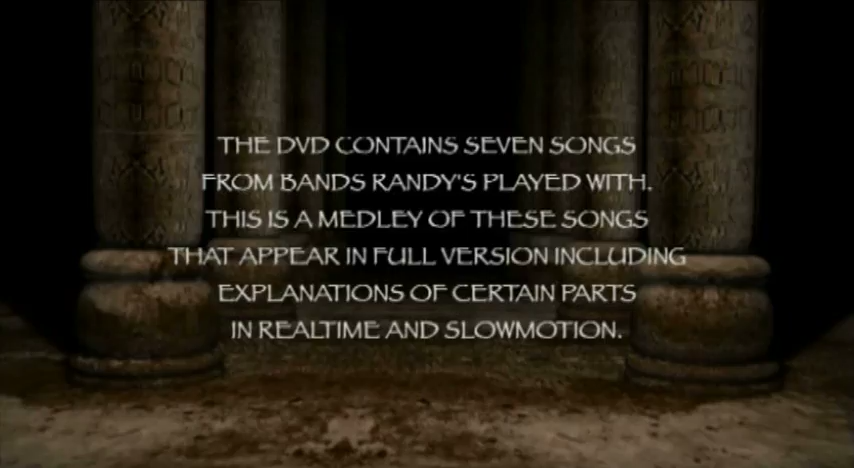 THE DVD CONTAINS SEVEN SONGS
FROM BANDS RANDY'S PLAYED WITH.
THIS IS A MEDLEY OF THESE SONGS
THAT APPEAR IN FULL VERSION INCLUDING
EXPLANATIONS OF CERTAIN PARTS
IN REALTIME AND SLOWMOTION.